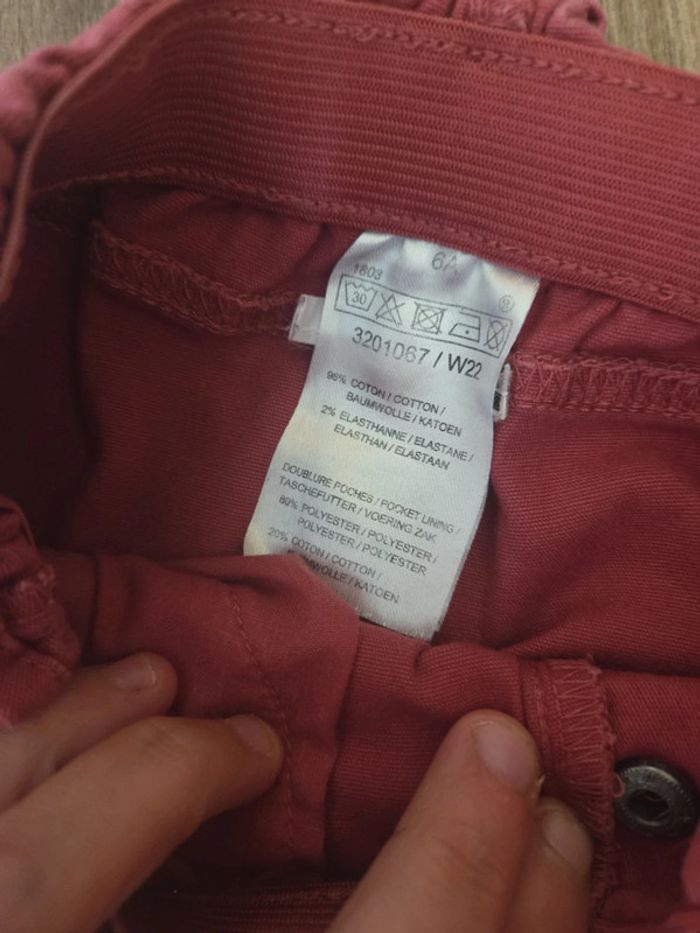 6A
1603
30
®
3201067 / W22
98% COTON / COTTON /
BAUMWOLLE / KATOEN
2% ELASTHANNE / ELASTANE /
ELASTHAN / ELASTAAN
DOUBLURE POCHES / POCKET LINING /
TASCHEFUTTER / VOERING ZAK
80% POLYESTER / POLYESTER /
POLYESTER / POLYESTER
20% COTON / COTTON /
BAUMWOLLE / KATOEN